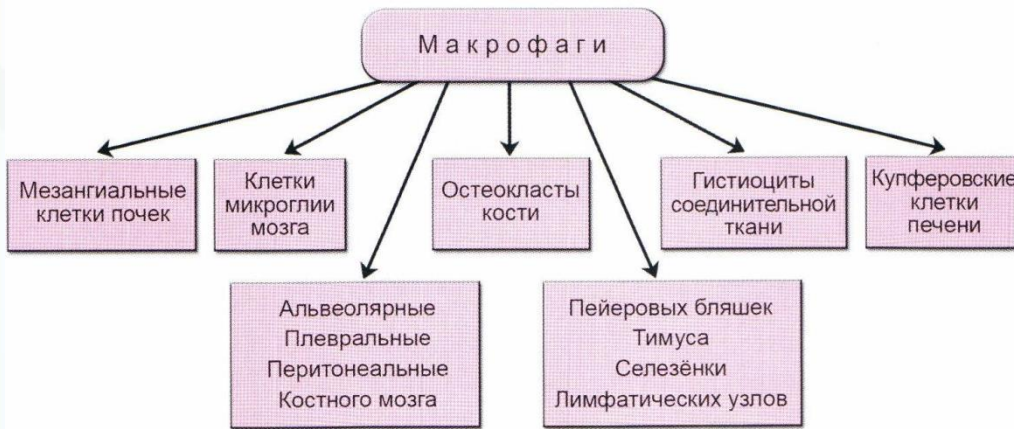 Макрофаги
Мезангиальные
клетки почек
Клетки
микроглии
мозга
Остеокласты
кости
Гистиоциты
соединительной
ткани
Купферовские
клетки
печени
Альвеолярные
Плевральные
Перитонеальные
Костного мозга
Пейеровых бляшек
Тимуса
Селезёнки
Лимфатических узлов